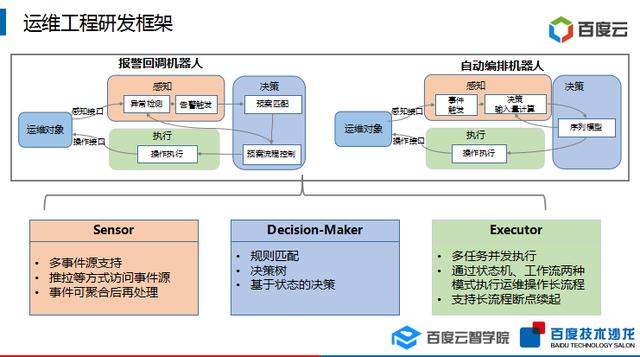 运维工程研发框架
百度云
报警回调机器人
感知
决策
运维对象
感知接口
操作接口
异常检测
告警触发
预案匹配
执行
操作执行
预案流程控制
自动编排机器人
感知
决策
运维对象
感知接口
操作接口
事件
触发
决策
输入量计算
序列模型
执行
操作执行
Sensor
• 多事件源支持
• 推拉等方式访问事件源
• 事件可聚合后再处理
Decision-Maker
• 规则匹配
• 决策树
• 基于状态的决策
Executor
• 多任务并发执行
• 通过状态机、工作流两种
模式执行运维操作长流程
• 支持长流程断点续起
百度云智学院
百度技术沙龙
BAIDU TECHNOLOGY SALON